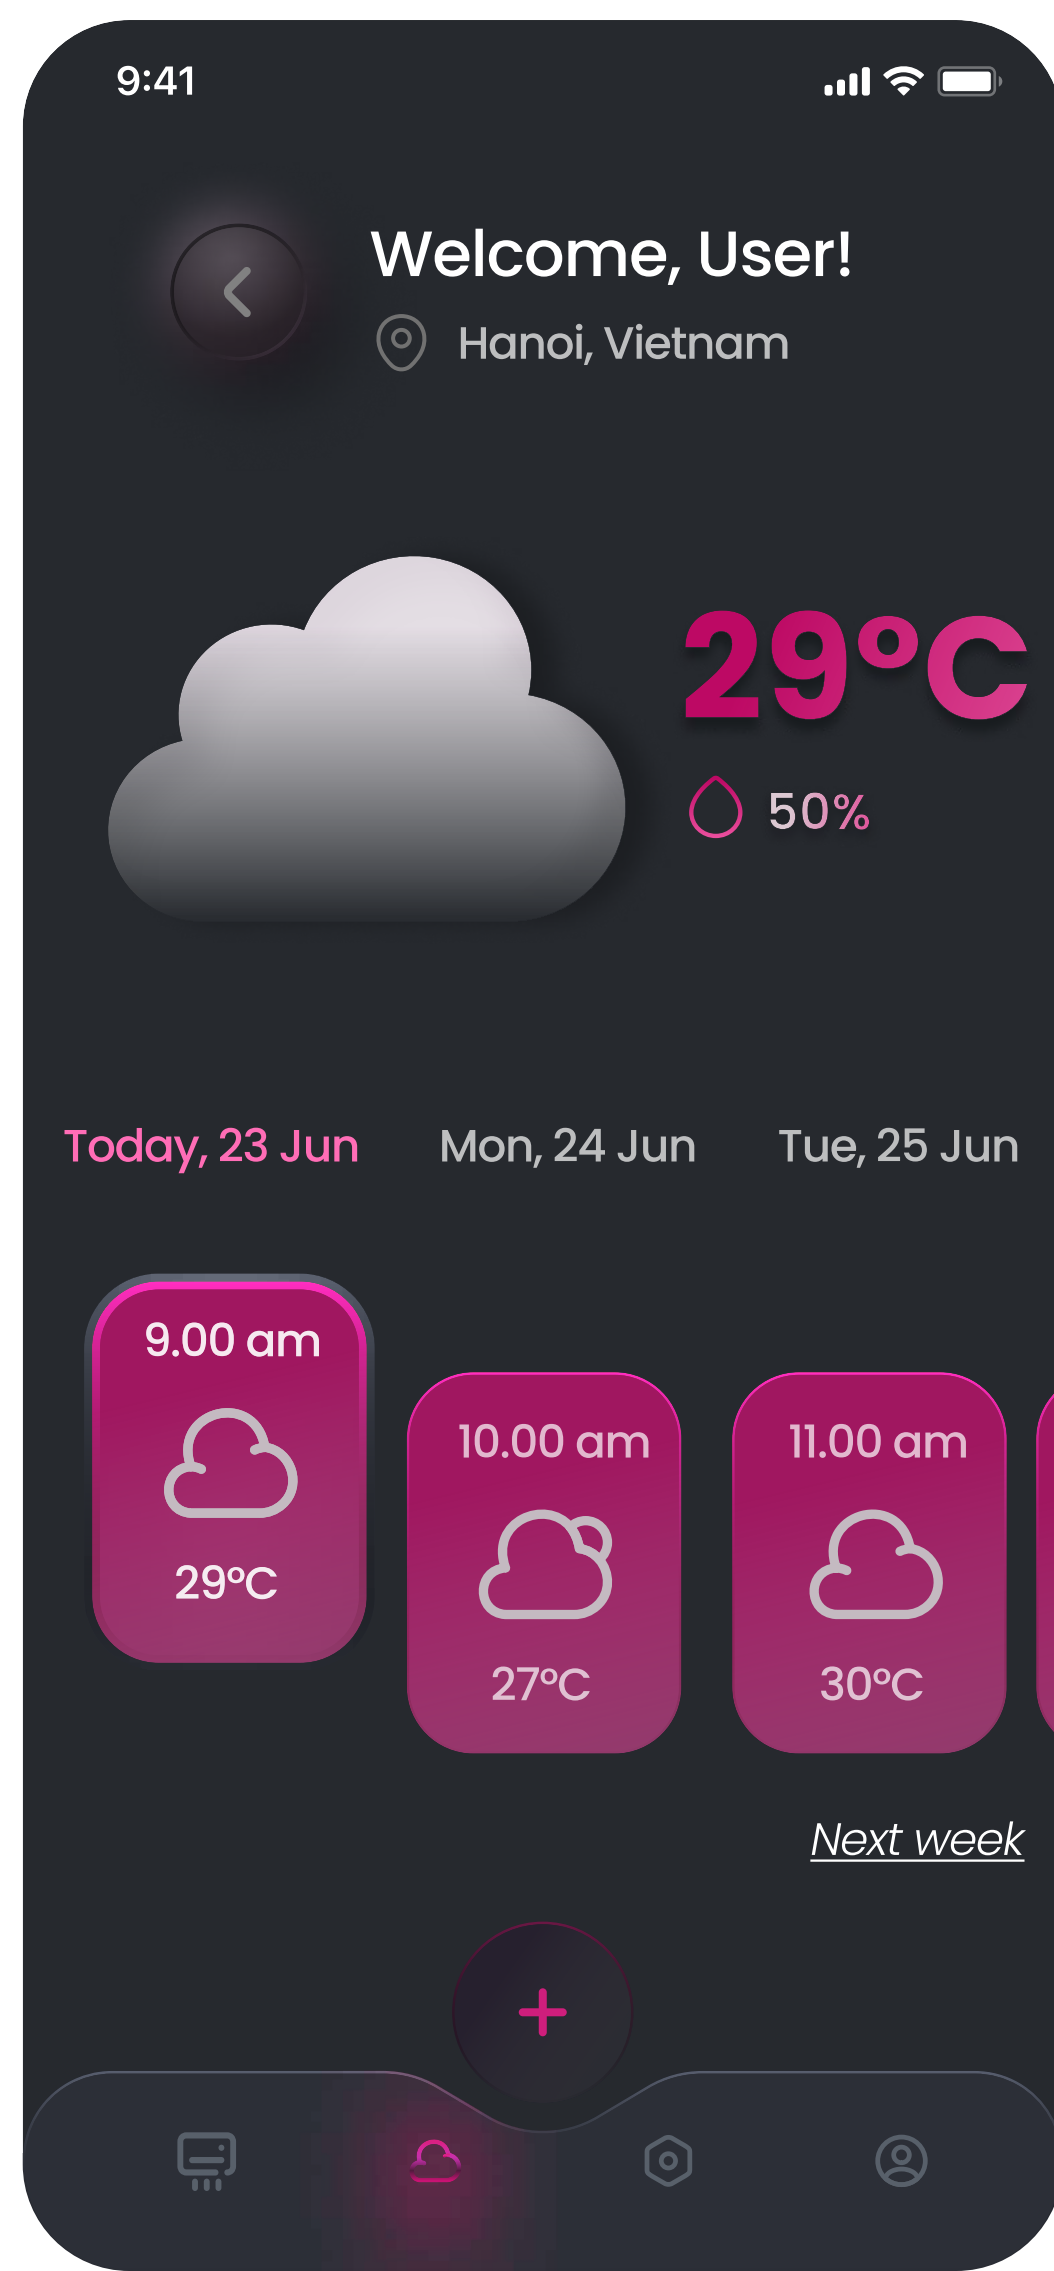 9:41
Welcome, User!
Hanoi, Vietnam
29°C
50%
Today, 23 Jun
Mon, 24 Jun
Tue, 25 Jun
9.00 am
10.00 am
11.00 am
29°C
27°C
30°C
Next week